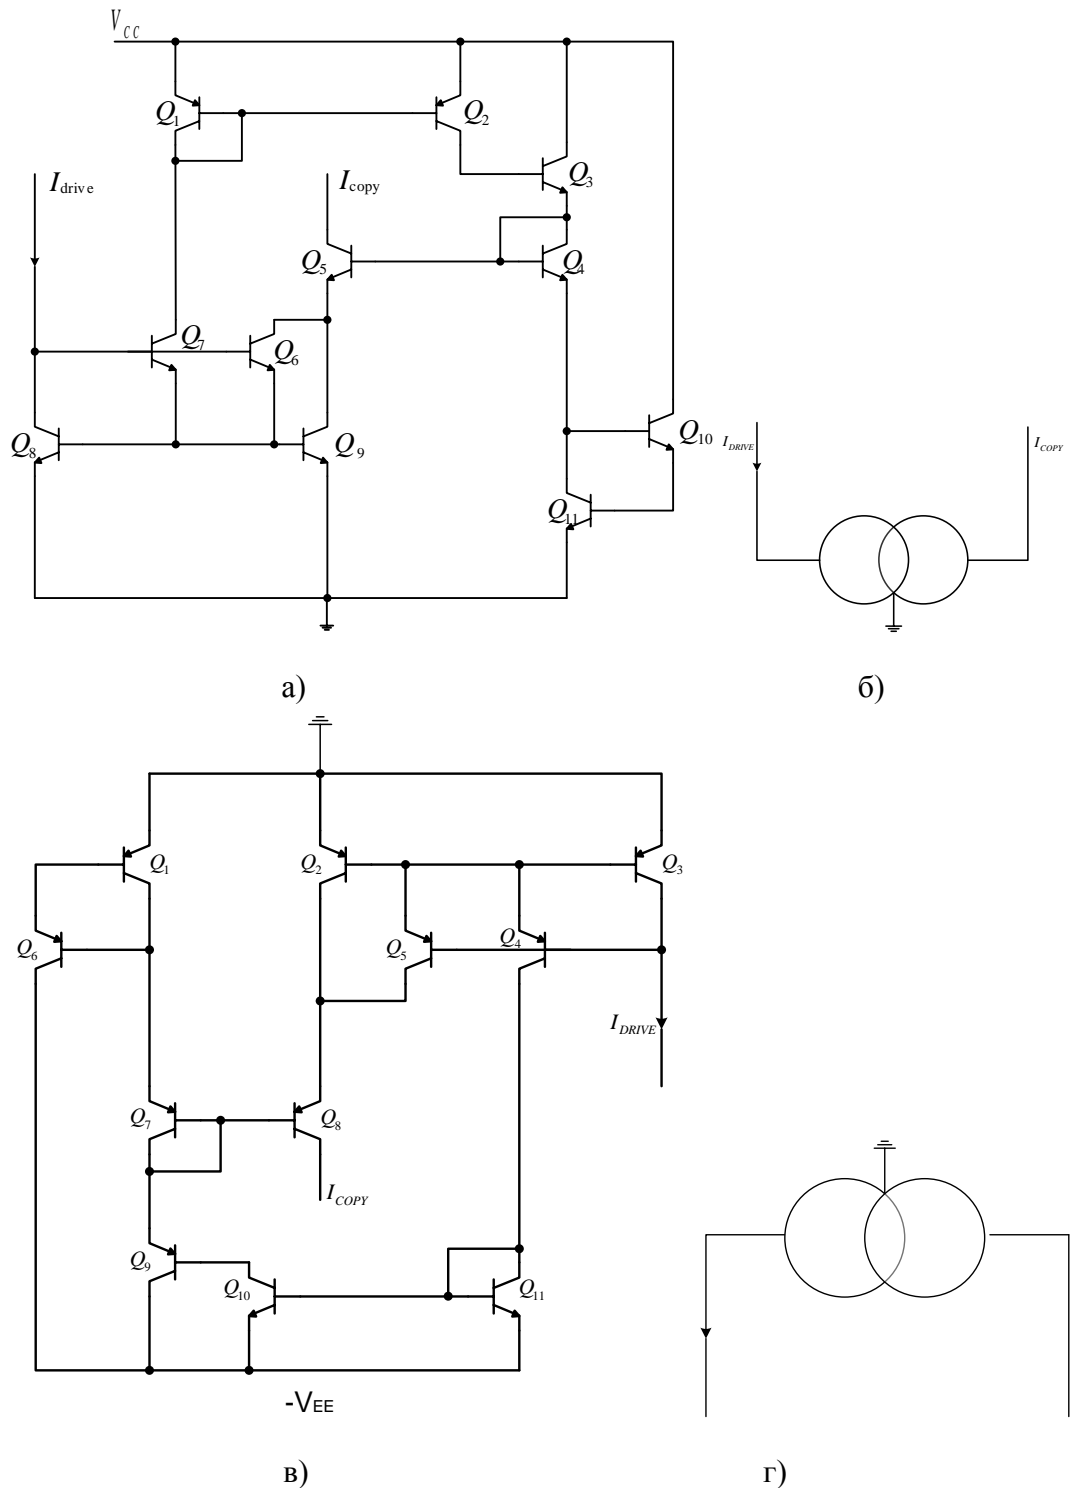 V_CC
Q1
Q2
Q3
I_drive
I_copy
Q5
Q4
Q7
Q6
Q8
Q9
Q10
I_DRIVE
I_COPY
Q11
а)
б)
Q1
Q2
Q3
Q6
Q5
Q4
I_DRIVE
Q7
Q8
I_COPY
Q9
Q10
Q11
-VEE
в)
г)